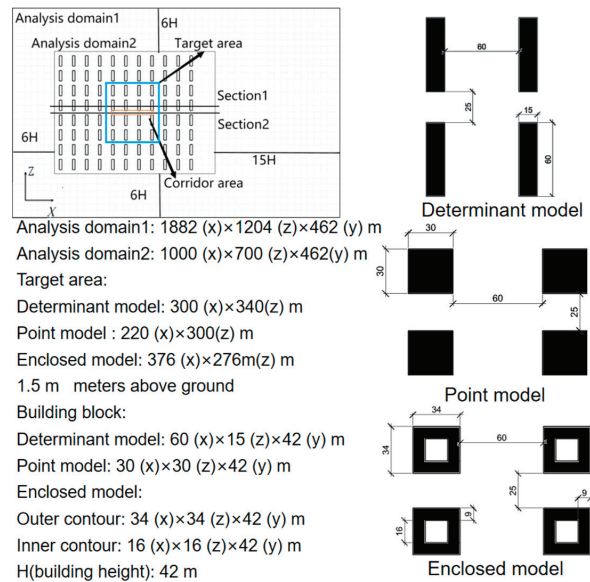 Analysis domain1
6H
Analysis domain2
Target area
Section1
Section2
6H
15H
Z
X
6H
Corridor area
Analysis domain1: 1882 (x)×1204 (z)×462 (y) m
Analysis domain2: 1000 (x)×700 (z)×462(y) m
Target area:
Determinant model: 300 (x)×340(z) m
Point model : 220 (x)×300(z) m
Enclosed model: 376 (x)×276m(z) m
1.5 m meters above ground
Building block:
Determinant model: 60 (x)×15 (z)×42 (y) m
Point model: 30 (x)×30 (z)×42 (y) m
Enclosed model:
Outer contour: 34 (x)×34 (z)×42 (y) m
Inner contour: 16 (x)×16 (z)×42 (y) m
H(building height): 42 m
60
25
15
60
Determinant model
30
30
60
25
Point model
34
34
60
25
9
9
16
Enclosed model